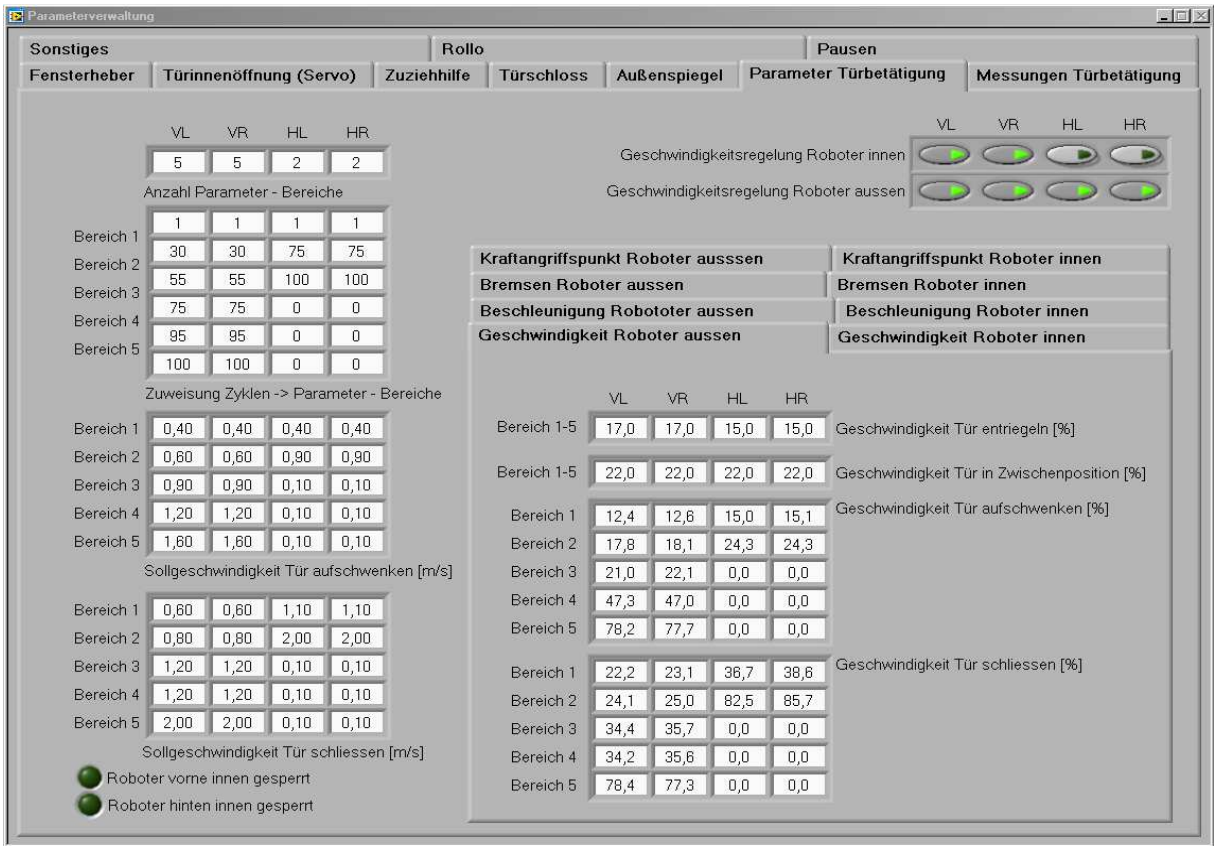 Parameterverwaltung
Sonstiges Rollo Pausen
Fensterheber Türinnenöffnung (Servo) Zuziehhilfe Türschloss Außenspiegel Parameter Türbetätigung Messungen Türbetätigung
VL VR HL HR
5 5 2 2
Anzahl Parameter - Bereiche
1 1 1 1
Bereich 1
30 30 75 75
Bereich 2
55 55 100 100
Bereich 3
75 75 0 0
Bereich 4
95 95 0 0
Bereich 5
100 100 0 0
Zuweisung Zyklen -> Parameter - Bereiche
Bereich 1 0,40 0,40 0,40 0,40
Bereich 2 0,60 0,60 0,90 0,90
Bereich 3 0,90 0,90 0,10 0,10
Bereich 4 1,20 1,20 0,10 0,10
Bereich 5 1,60 1,60 0,10 0,10
Sollgeschwindigkeit Tür aufschwenken [m/s]
Bereich 1 0,60 0,60 1,10 1,10
Bereich 2 0,80 0,80 2,00 2,00
Bereich 3 1,20 1,20 0,10 0,10
Bereich 4 1,20 1,20 0,10 0,10
Bereich 5 2,00 2,00 0,10 0,10
Sollgeschwindigkeit Tür schliessen [m/s]
Roboter vorne innen gesperrt
Roboter hinten innen gesperrt
VL VR HL HR
Geschwindigkeitsregelung Roboter innen
Geschwindigkeitsregelung Roboter aussen
Kraftangriffspunkt Roboter ausssen Kraftangriffspunkt Roboter innen
Bremsen Roboter aussen Bremsen Roboter innen
Beschleunigung Robototer aussen Beschleunigung Roboter innen
Geschwindigkeit Roboter aussen Geschwindigkeit Roboter innen
VL VR HL HR
Bereich 1-5 17,0 17,0 15,0 15,0 Geschwindigkeit Tür entriegeln [%]
Bereich 1-5 22,0 22,0 22,0 22,0 Geschwindigkeit Tür in Zwischenposition [%]
Bereich 1 12,4 12,6 15,0 15,1 Geschwindigkeit Tür aufschwenken [%]
Bereich 2 17,8 18,1 24,3 24,3
Bereich 3 21,0 22,1 0,0 0,0
Bereich 4 47,3 47,0 0,0 0,0
Bereich 5 78,2 77,7 0,0 0,0
Bereich 1 22,2 23,1 36,7 38,6 Geschwindigkeit Tür schliessen [%]
Bereich 2 24,1 25,0 82,5 85,7
Bereich 3 34,4 35,7 0,0 0,0
Bereich 4 34,2 35,6 0,0 0,0
Bereich 5 78,4 77,3 0,0 0,0